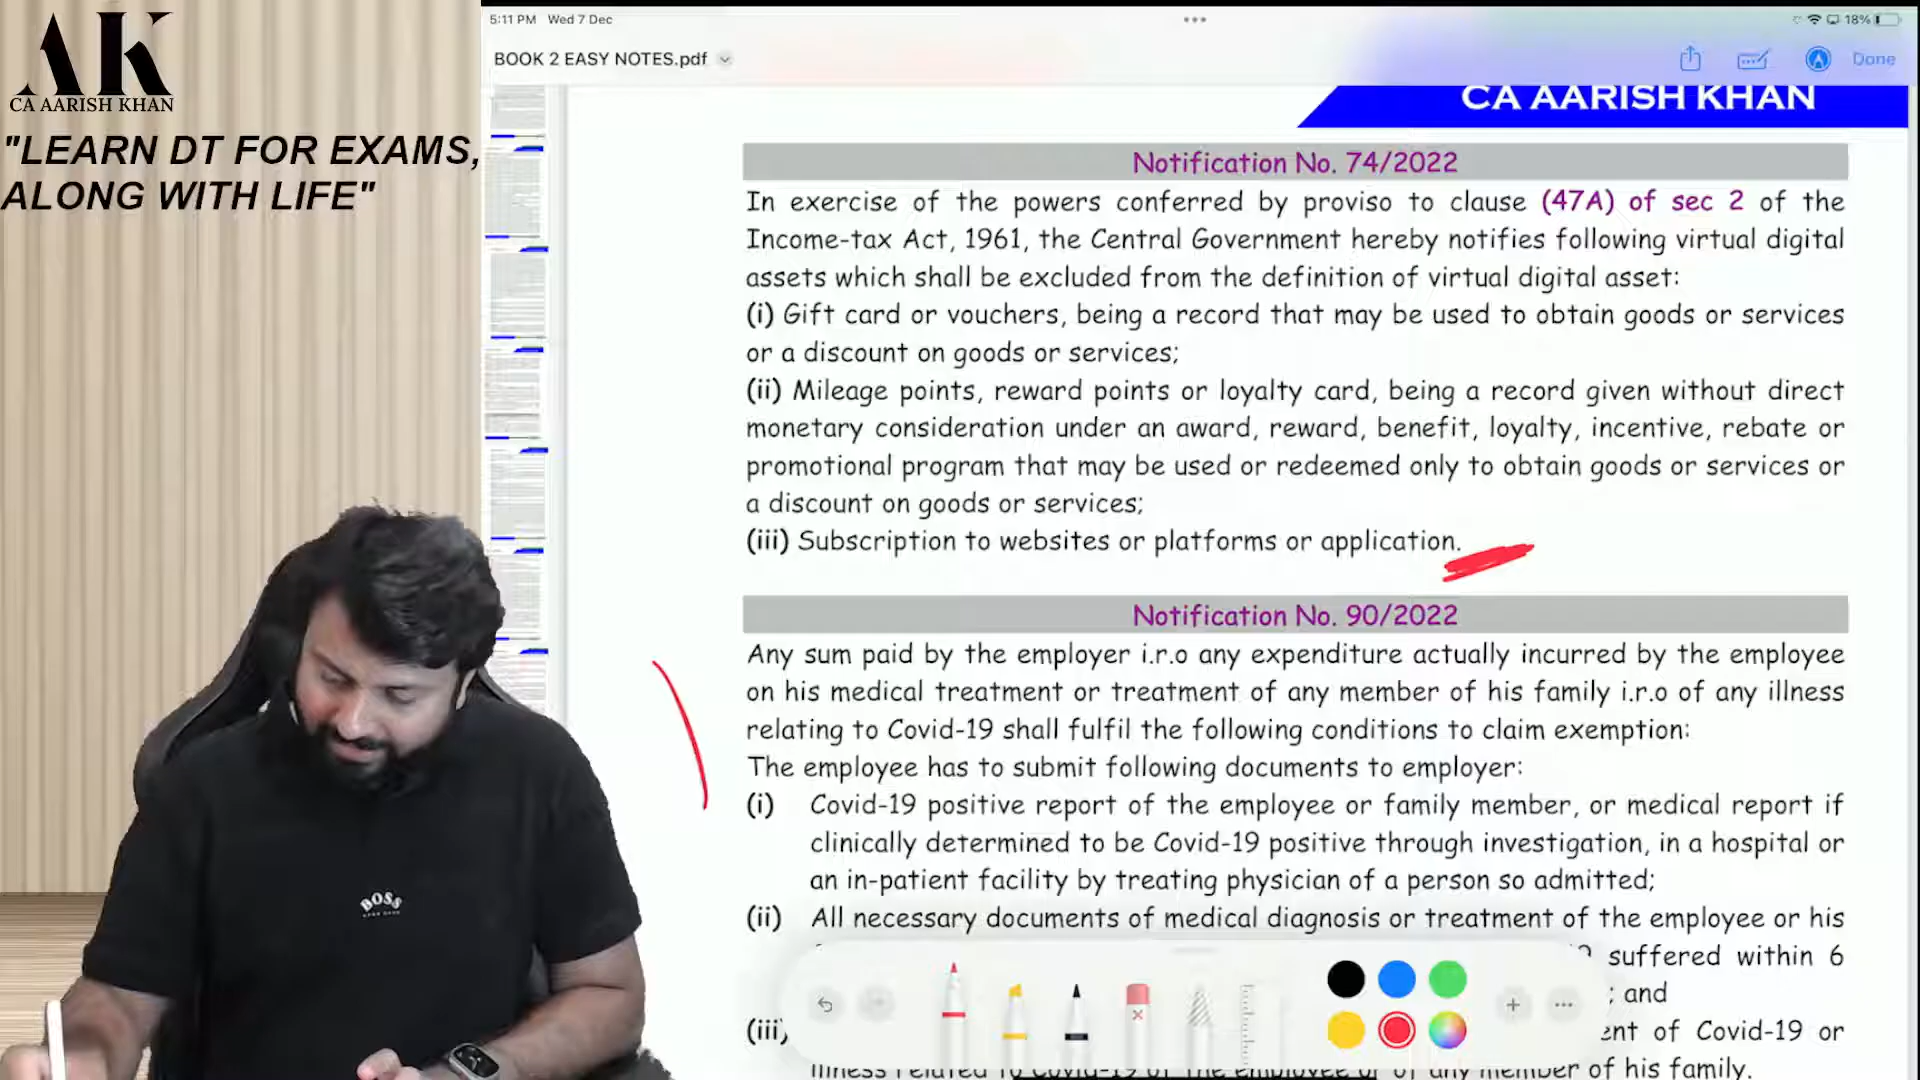 AK
CA AARISH KHAN
"LEARN DT FOR EXAMS,
ALONG WITH LIFE"
5:11 PM Wed 7 Dec
18%
BOOK 2 EASY NOTES.pdf
Done
CA AARISH KHAN
Notification No. 74/2022
In exercise of the powers conferred by proviso to clause (47A) of sec 2 of the
Income-tax Act, 1961, the Central Government hereby notifies following virtual digital
assets which shall be excluded from the definition of virtual digital asset:
(i) Gift card or vouchers, being a record that may be used to obtain goods or services
or a discount on goods or services;
(ii) Mileage points, reward points or loyalty card, being a record given without direct
monetary consideration under an award, reward, benefit, loyalty, incentive, rebate or
promotional program that may be used or redeemed only to obtain goods or services or
a discount on goods or services;
(iii) Subscription to websites or platforms or application.
Notification No. 90/2022
Any sum paid by the employer i.r.o any expenditure actually incurred by the employee
on his medical treatment or treatment of any member of his family i.r.o of any illness
relating to Covid-19 shall fulfil the following conditions to claim exemption:
The employee has to submit following documents to employer:
(i) Covid-19 positive report of the employee or family member, or medical report if
clinically determined to be Covid-19 positive through investigation, in a hospital or
an in-patient facility by treating physician of a person so admitted;
(ii) All necessary documents of medical diagnosis or treatment of the employee or his
suffered within 6
; and
(iii) of Covid-19 or
illness related to Covid-19 of the employee or of any member of his family.
BOSS